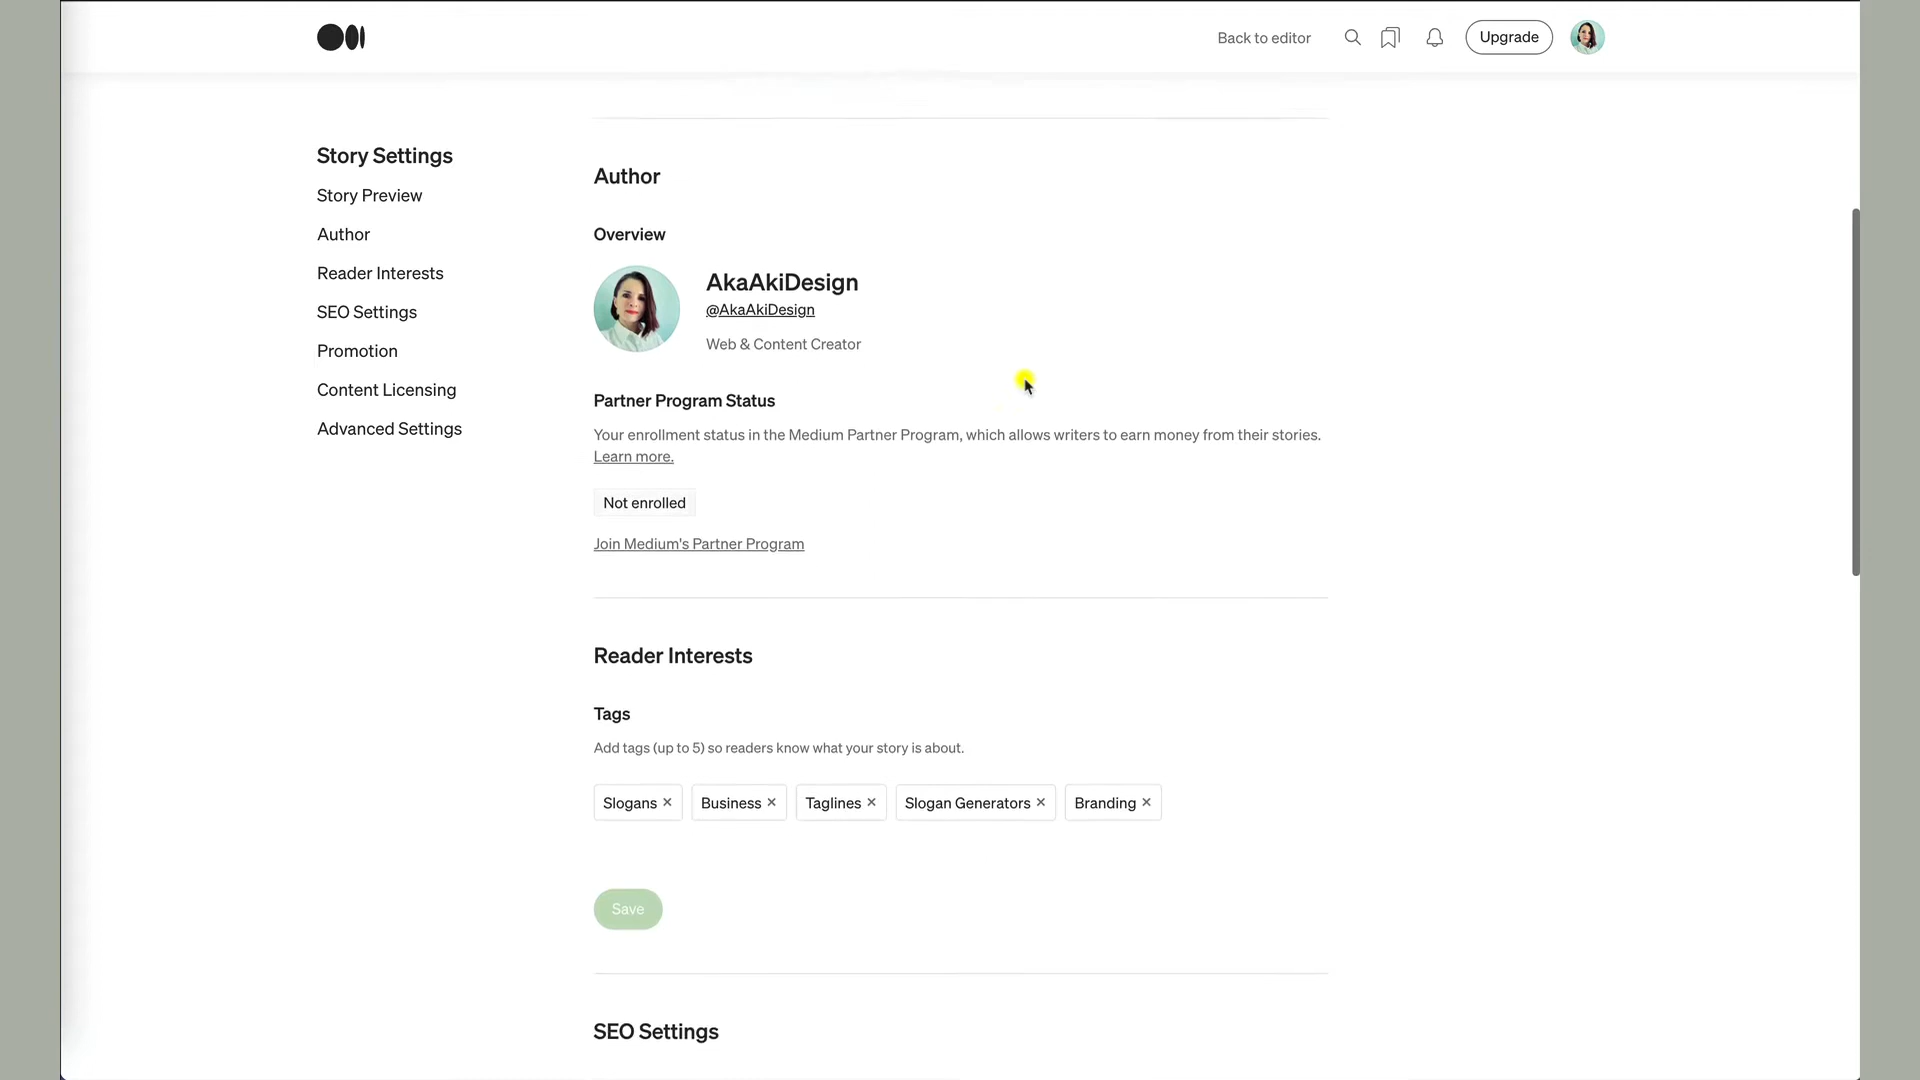 Back to editor
Upgrade
Story Settings
Story Preview
Author
Reader Interests
SEO Settings
Promotion
Content Licensing
Advanced Settings
Author
Overview
AkaAkiDesign
@AkaAkiDesign
Web & Content Creator
Partner Program Status
Your enrollment status in the Medium Partner Program, which allows writers to earn money from their stories.
Learn more.
Not enrolled
Join Medium's Partner Program
Reader Interests
Tags
Add tags (up to 5) so readers know what your story is about.
Slogans × Business × Taglines × Slogan Generators × Branding ×
Save
SEO Settings